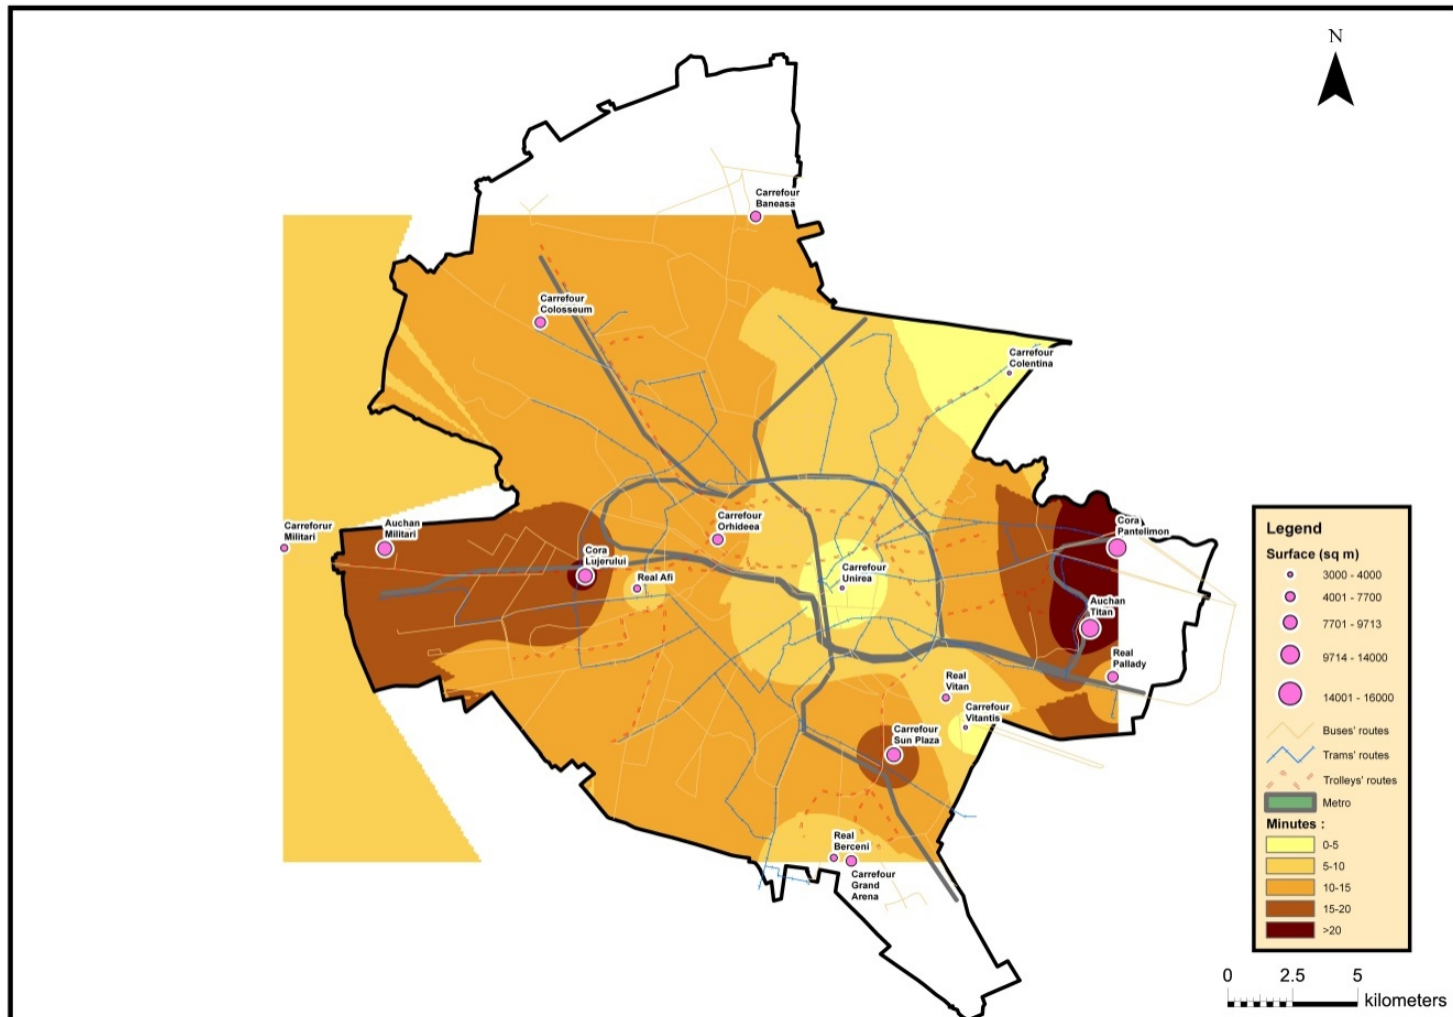 N
Carrefour
Baneasa
Carrefour
Colosseum
Carrefour
Colentina
Carreforur
Militari
Auchan
Militari
Cora
Lujerului
Real Afi
Carrefour
Orhideea
Carrefour
Unirea
Cora
Pantelimon
Auchan
Titan
Real
Pallady
Real
Vitan
Carrefour
Vitantis
Carrefour
Sun Plaza
Real
Berceni
Carrefour
Grand
Arena
Legend
Surface (sq m)
3000 - 4000
4001 - 7700
7701 - 9713
9714 - 14000
14001 - 16000
Buses' routes
Trams' routes
Trolleys' routes
Metro
Minutes :
0-5
5-10
10-15
15-20
>20
0 2.5 5
kilometers